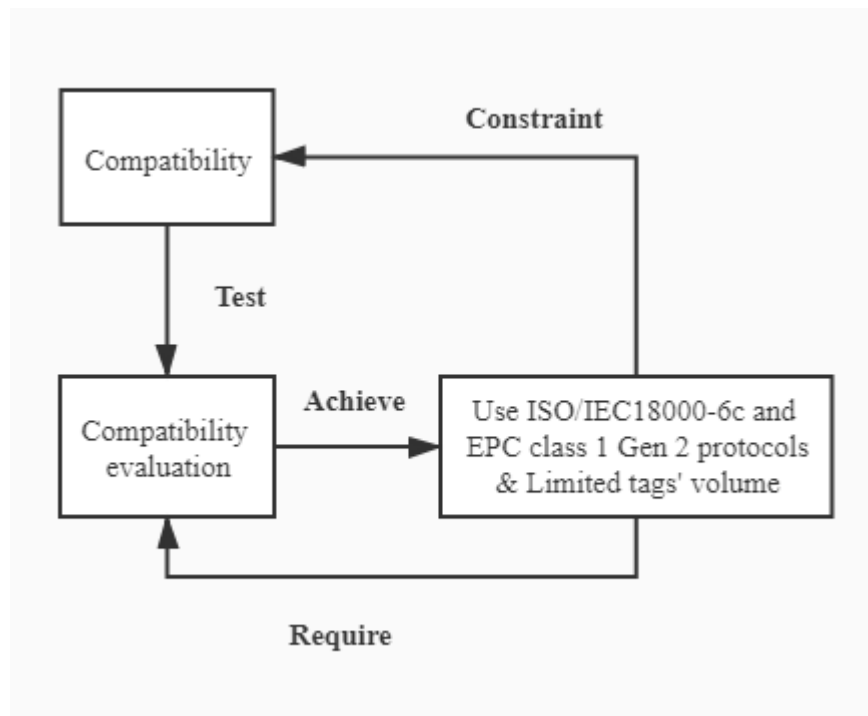 Constraint
Compatibility
Test
Achieve
Compatibility
evaluation
Use ISO/IEC18000-6c and
EPC class 1 Gen 2 protocols
& Limited tags' volume
Require